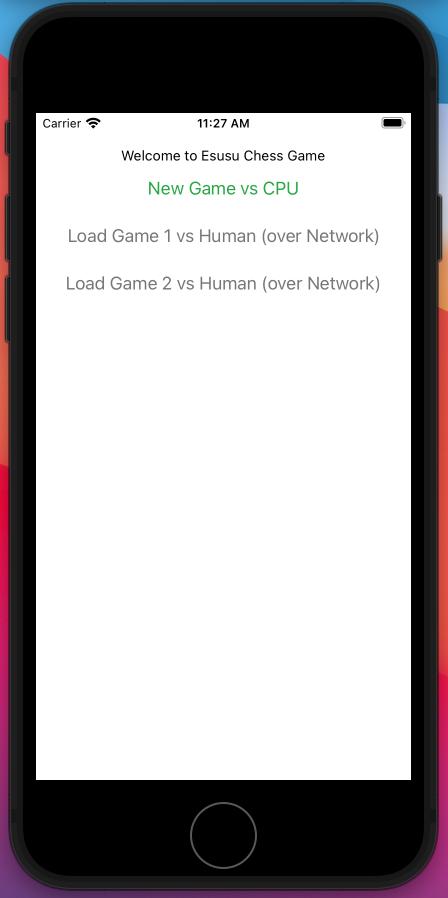 Carrier 11:27 AM
Welcome to Esusu Chess Game
New Game vs CPU
Load Game 1 vs Human (over Network)
Load Game 2 vs Human (over Network)